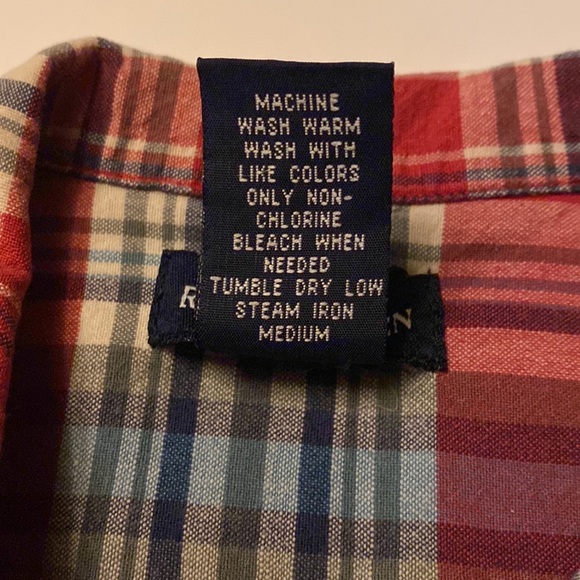 MACHINE
WASH WARM
WASH WITH
LIKE COLORS
ONLY NON-
CHLORINE
BLEACH WHEN
NEEDED
TUMBLE DRY LOW
STEAM IRON
MEDIUM